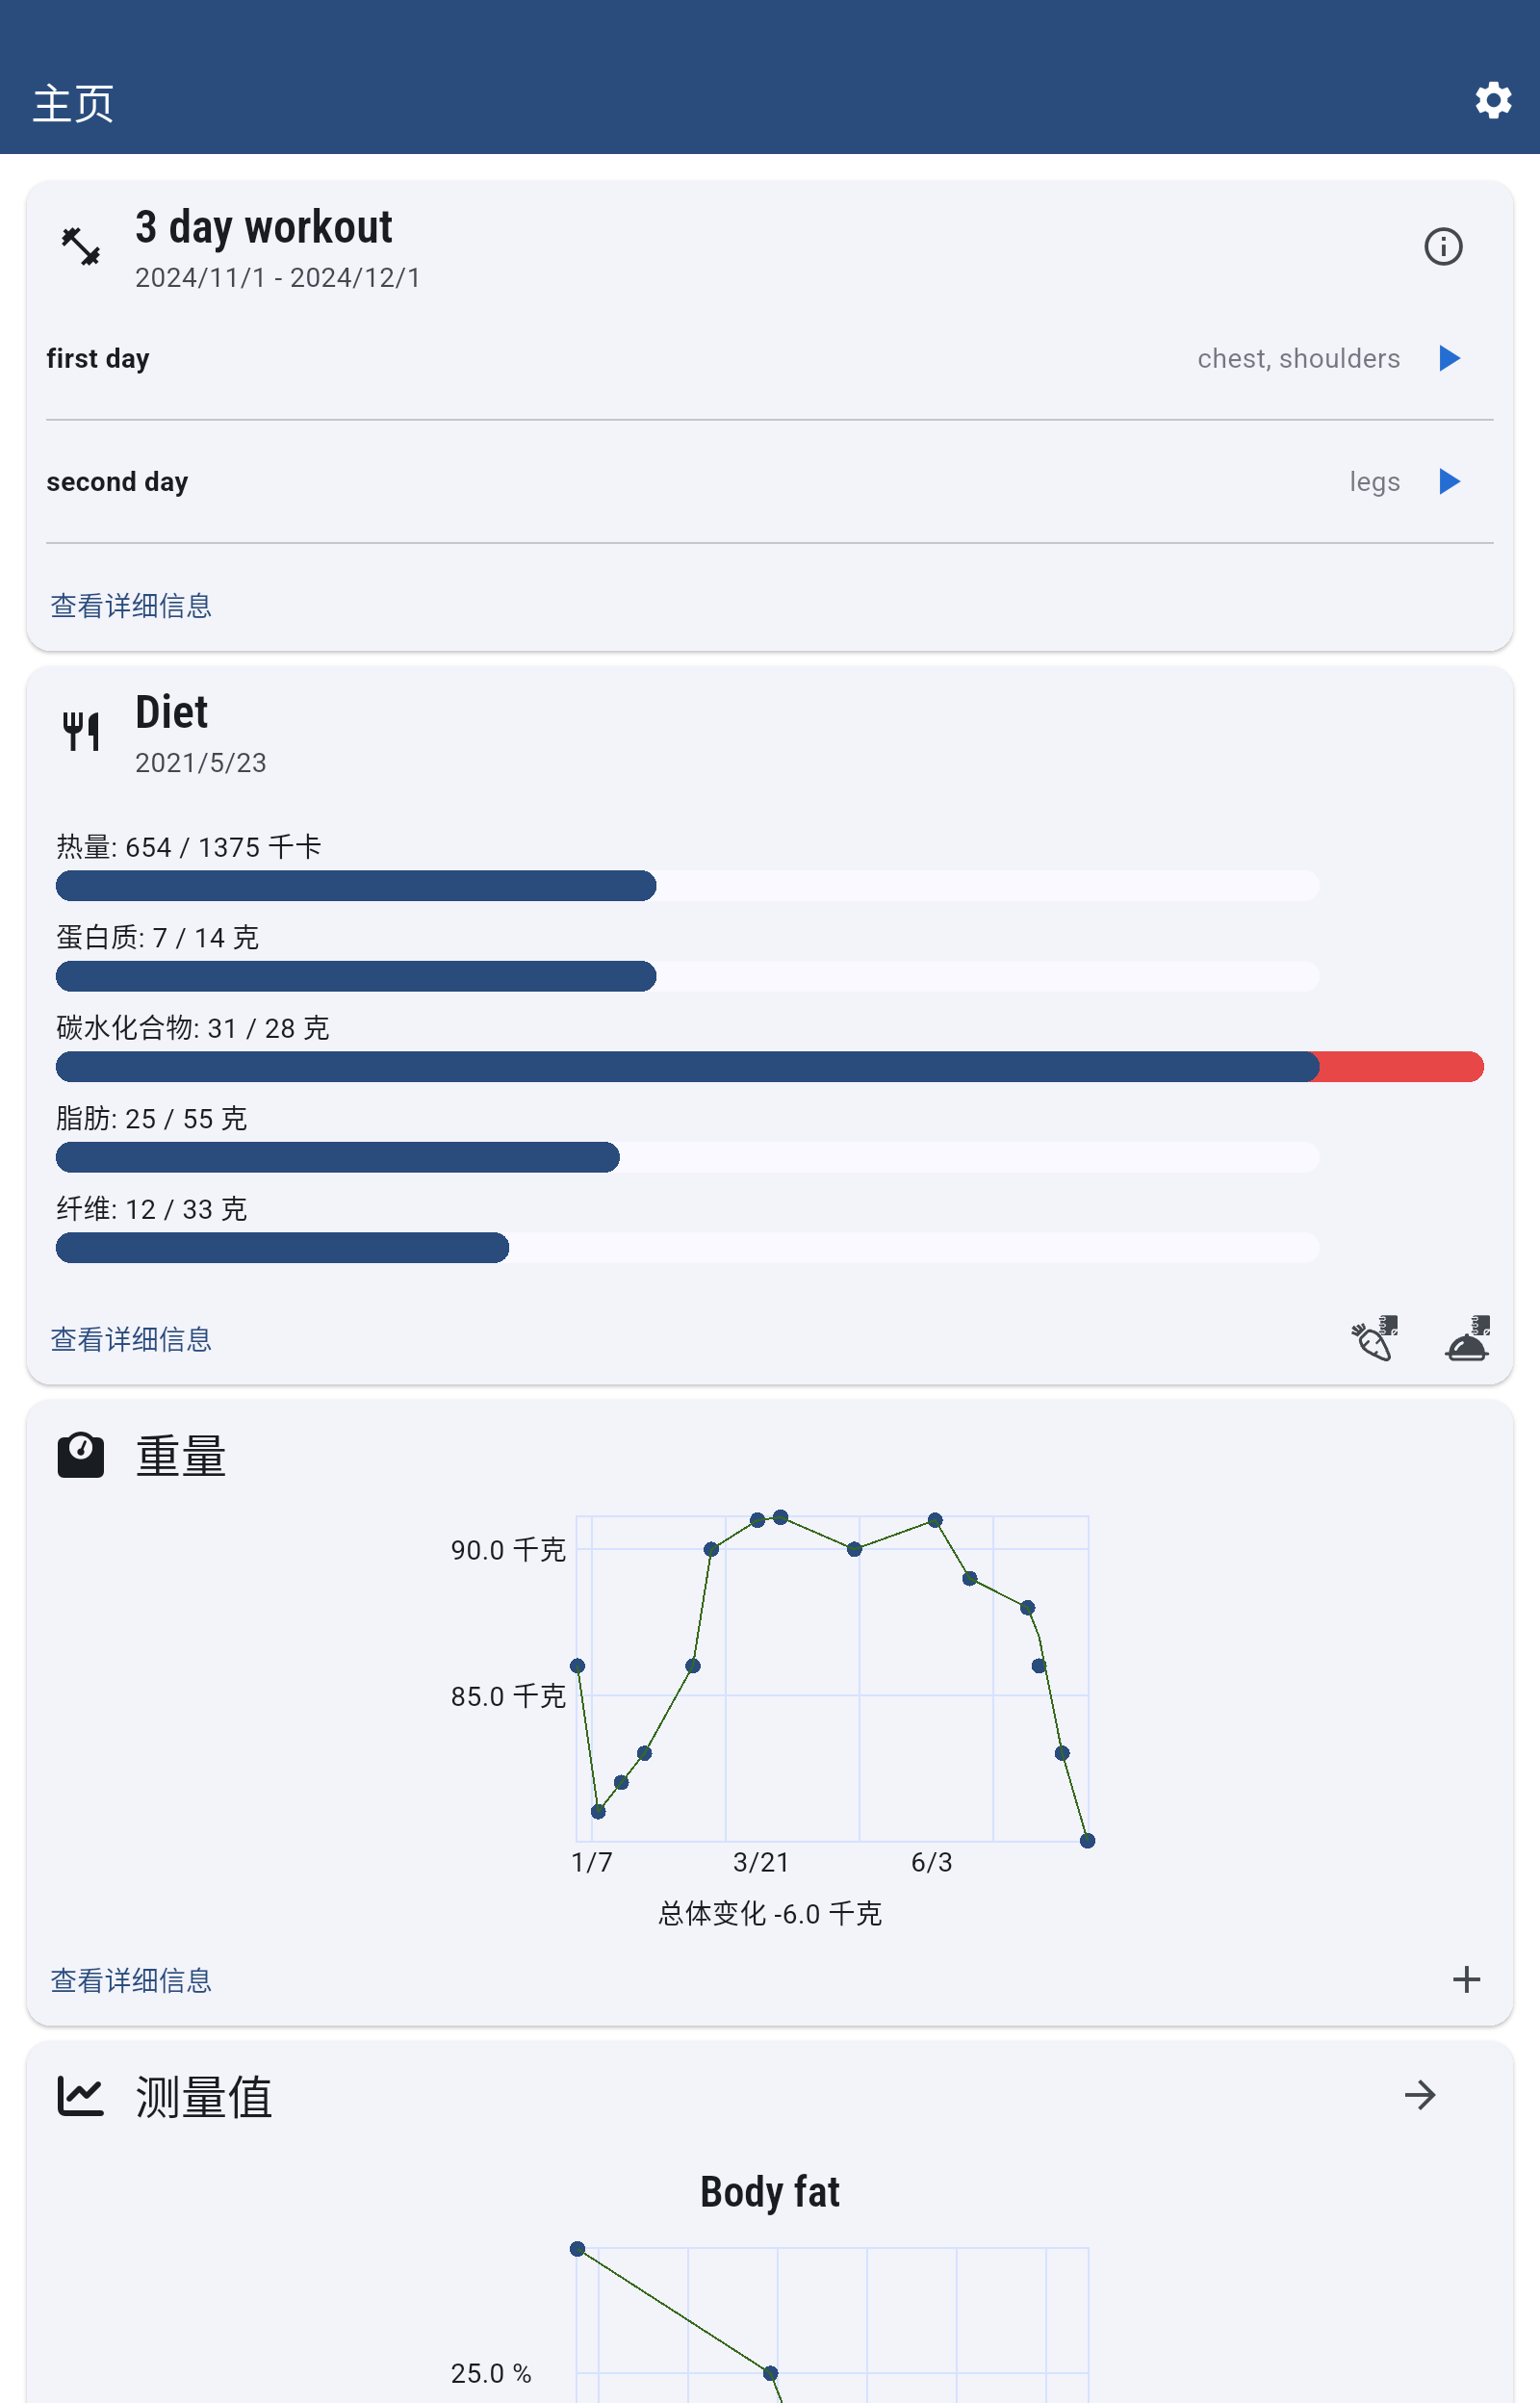 主页
3 day workout
2024/11/1 - 2024/12/1
first day
chest, shoulders
second day
legs
查看详细信息
Diet
2021/5/23
热量: 654 / 1375 千卡
蛋白质: 7 / 14 克
碳水化合物: 31 / 28 克
脂肪: 25 / 55 克
纤维: 12 / 33 克
查看详细信息
重量
90.0 千克
85.0 千克
1/7 3/21 6/3
总体变化 -6.0 千克
查看详细信息
测量值
Body fat
25.0 %